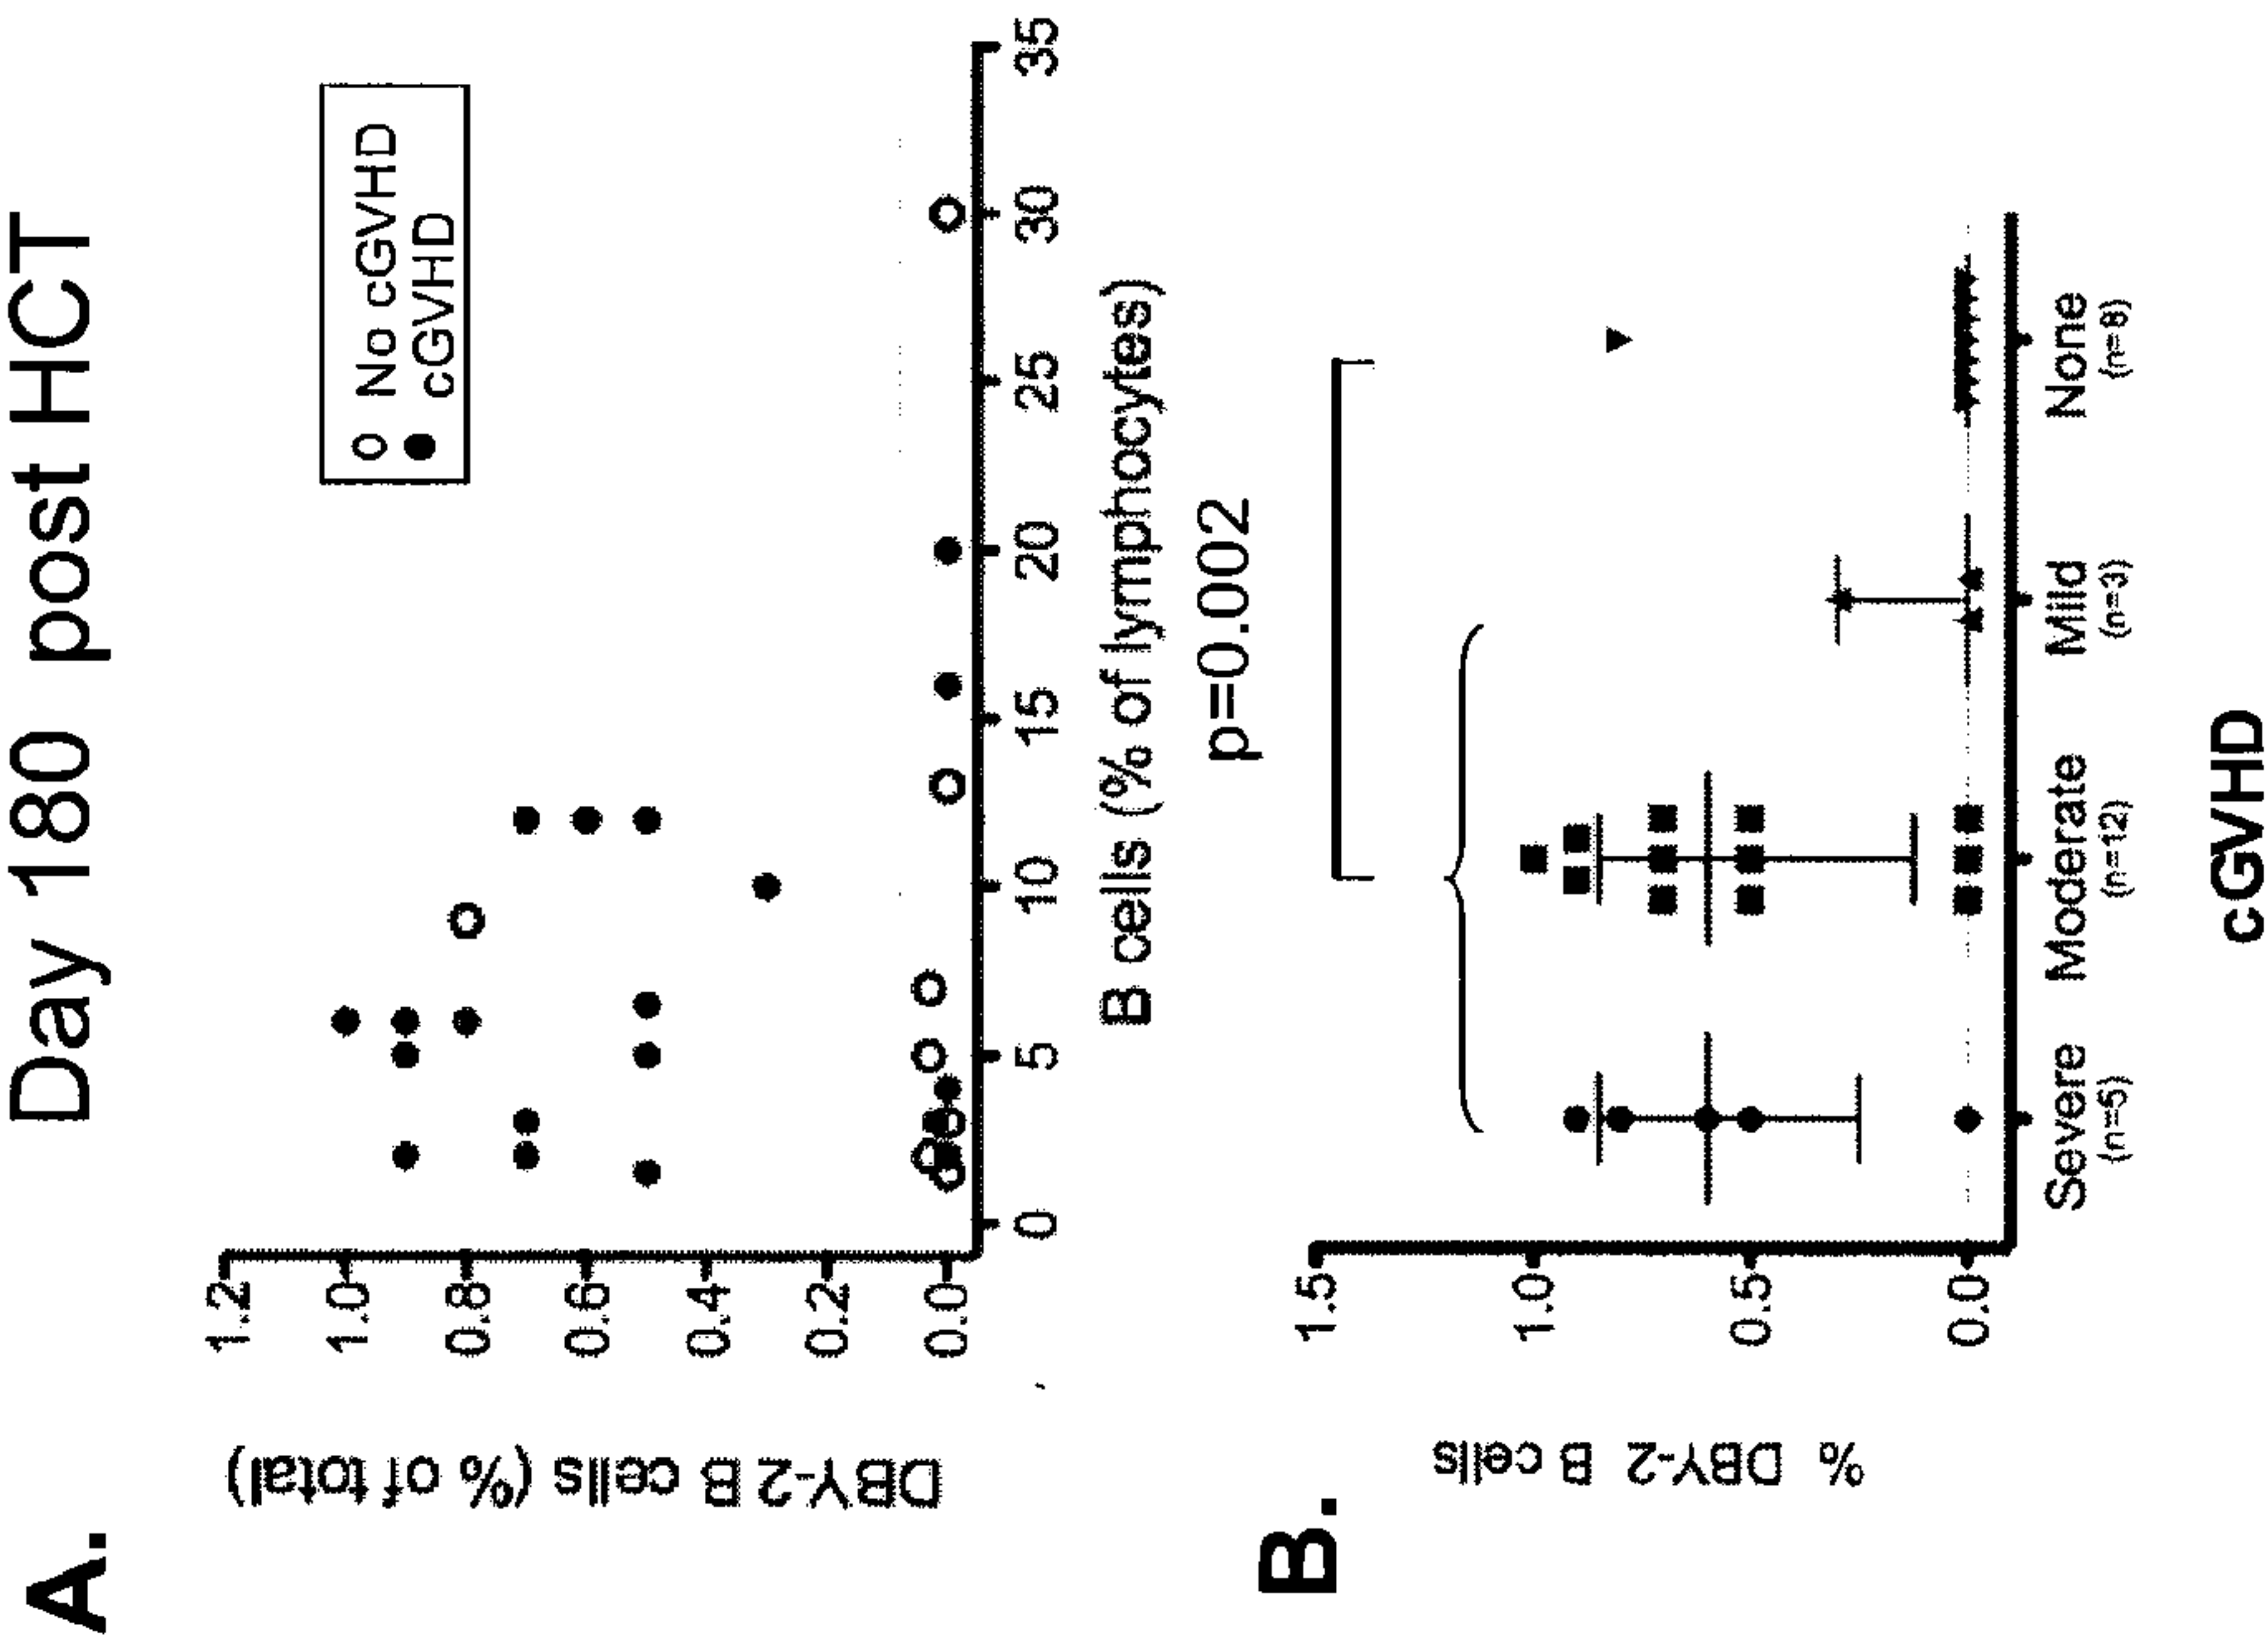 A.
Day 180 post HCT
DBY-2 B cells (% of total)
1.2
1.0
0.8
0.6
0.4
0.2
0.0
No cGVHD
cGVHD
0 5 10 15 20 25 30 35
B cells (% of lymphocytes)
B.
p=0.002
% DBY-2 B cells
1.5
1.0
0.5
0.0
Severe Moderate Mild None
(n=5) (n=12) (n=3) (n=8)
cGVHD